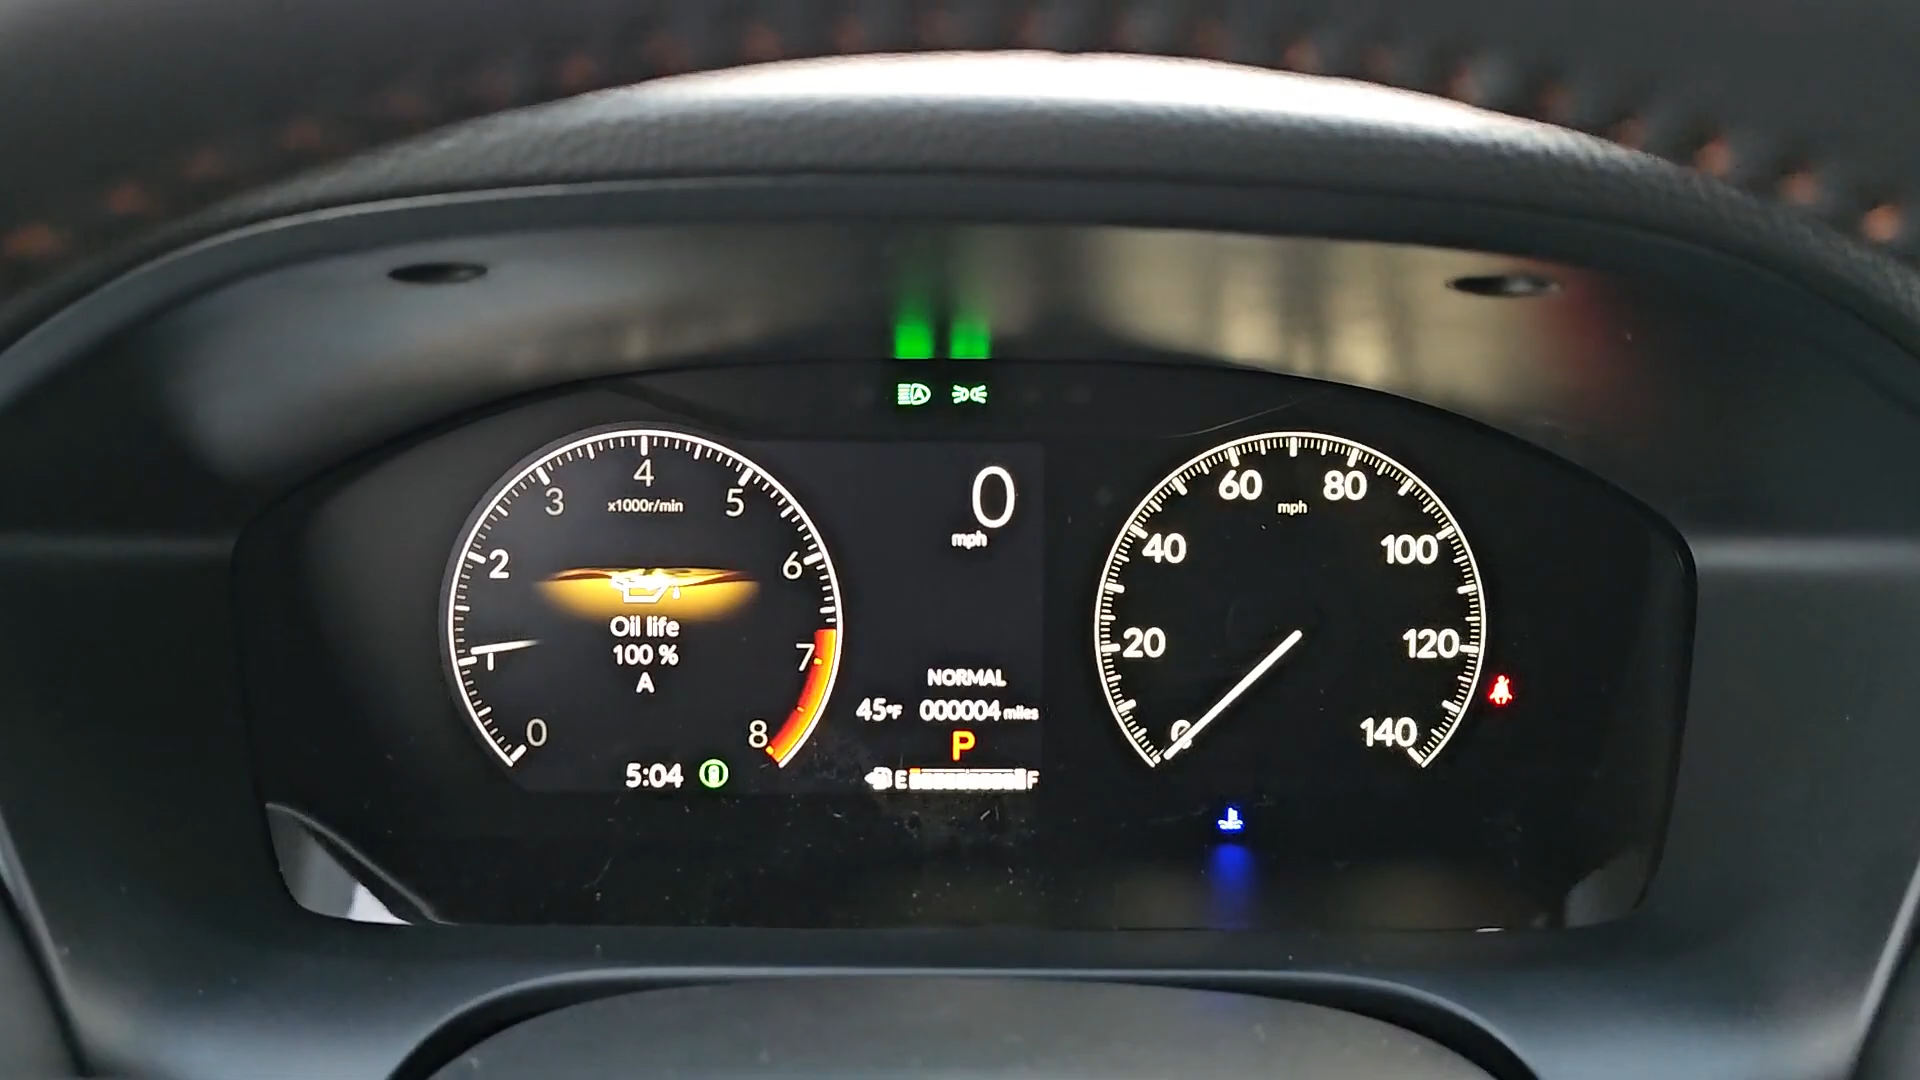 4
3
5
x1000r/min
2
6
1
7
0
8
Oil life
100 %
A
5:04
0
mph
NORMAL
45°F 000004 miles
P
E F
60 80
mph
40 100
20 120
0 140
A